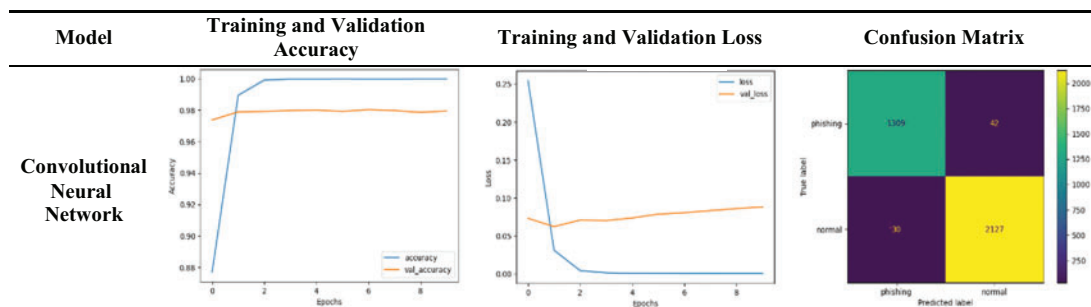 Model
Training and Validation
Accuracy
Training and Validation Loss
Confusion Matrix
Convolutional
Neural
Network
1.00
0.98
0.96
0.94
0.92
0.90
0.88
Accuracy
0
2
4
6
8
Epochs
accuracy
val_accuracy
0.25
0.20
0.15
0.10
0.05
0.00
Loss
0
2
4
6
8
Epochs
loss
val_loss
True label
phishing
normal
1309
42
30
2127
phishing
normal
Predicted label
2000
1750
1500
1250
1000
750
500
250